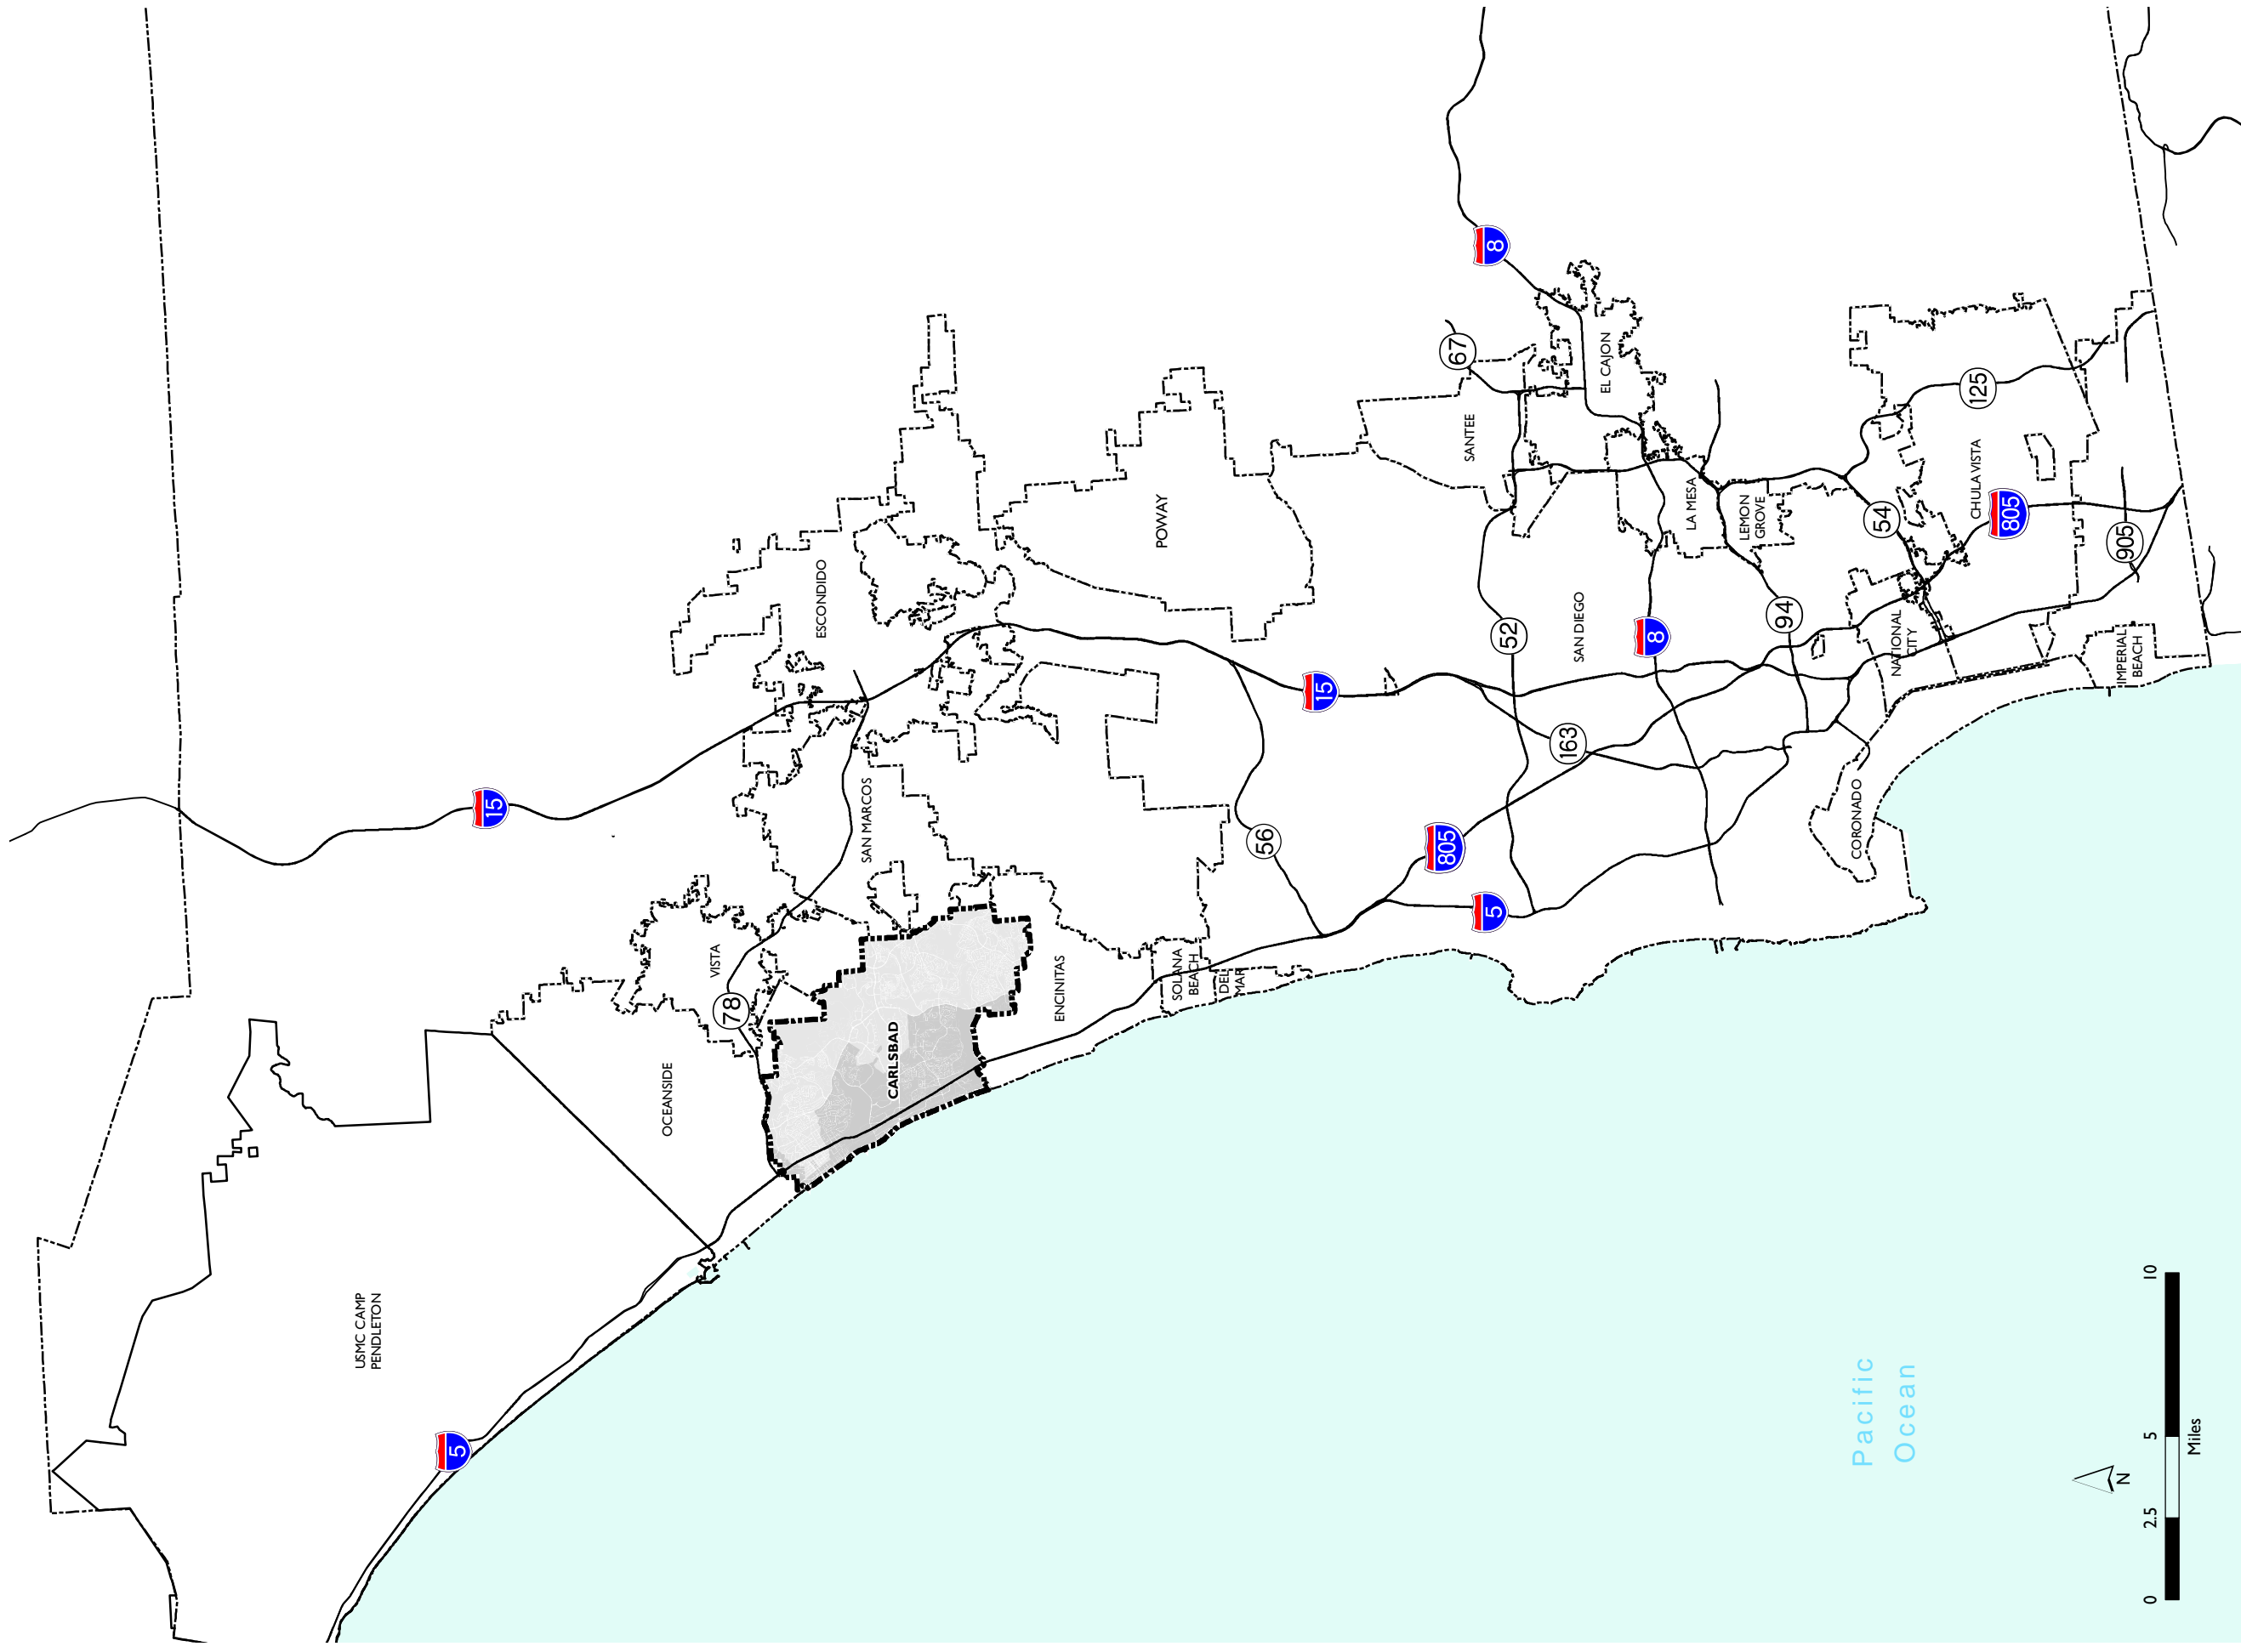 USMC CAMP
PENDLETON
5
15
OCEANSIDE
VISTA
78
ESCONDIDO
SAN MARCOS
CARLSBAD
ENCINITAS
POWAY
SOLANA
BEACH
DEL
MAR
56
15
805
5
67
SANTEE
8
EL CAJON
52
SAN DIEGO
163
8
LA MESA
LEMON
GROVE
94
54
125
CHULA VISTA
805
NATIONAL
CITY
CORONADO
905
IMPERIAL
BEACH
Pacific
Ocean
N
0
2.5
5
10
Miles